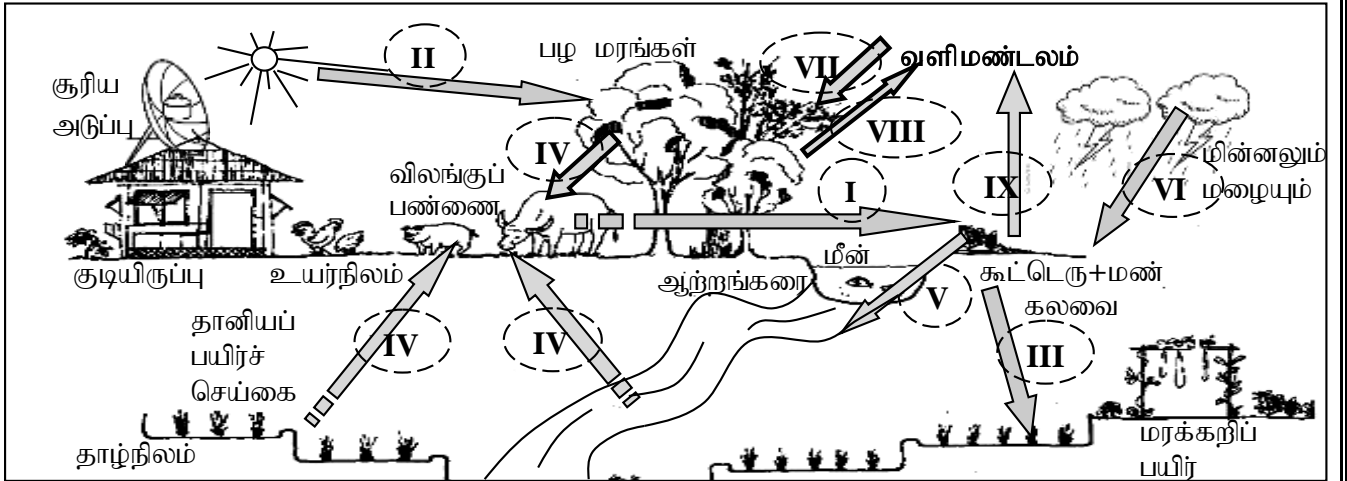 II
பழ மரங்கள்
VII
வளிமண்டலம்
சூரிய
அடுப்பு
VIII
IV
விலங்குப்
பண்ணை
I
IX
VI
மின்னலும்
மழையும்
குடியிருப்பு
உயர்நிலம்
ஆற்றங்கரை
மீன்
V
கூட்டெரு+மண்
கலவை
தானியப்
பயிர்ச்
செய்கை
IV
IV
III
தாழ்நிலம்
மரக்கறிப்
பயிர்